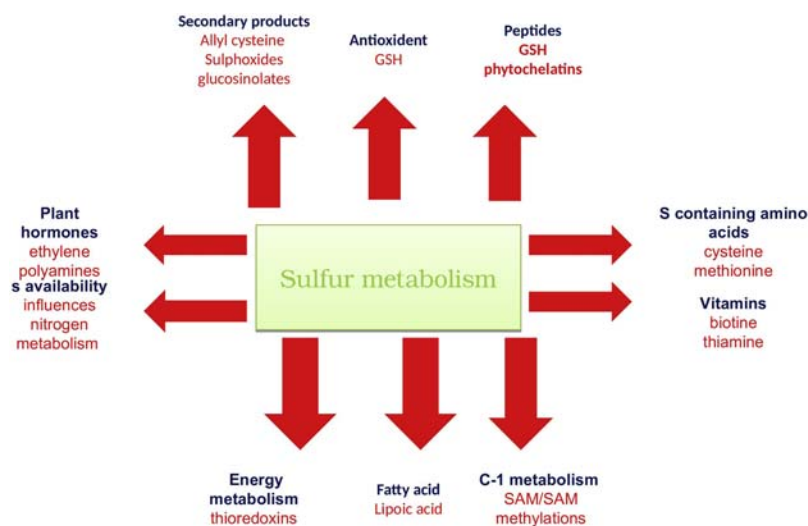 Secondary products
Allyl cysteine
Sulphoxides
glucosinolates
Antioxident
GSH
Peptides
GSH
phytochelatins
Plant
hormones
ethylene
polyamines
s availability
influences
nitrogen
metabolism
Sulfur metabolism
S containing amino
acids
cysteine
methionine
Vitamins
biotine
thiamine
Energy
metabolism
thioredoxins
Fatty acid
Lipoic acid
C-1 metabolism
SAM/SAM
methylations